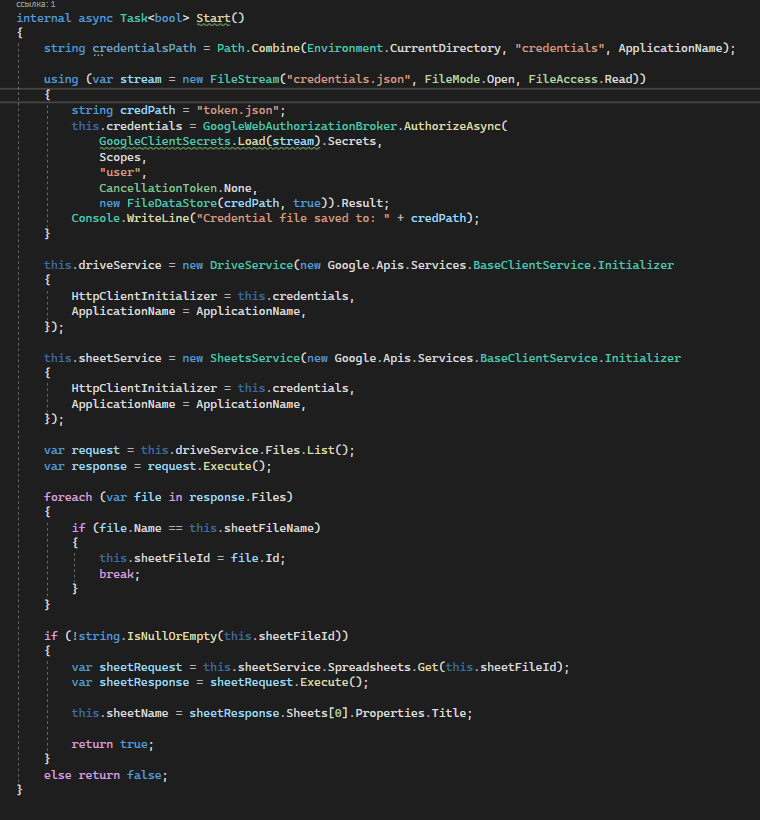 ссылка: 1
internal async Task<bool> Start()
{
string credentialsPath = Path.Combine(Environment.CurrentDirectory, "credentials", ApplicationName);
using (var stream = new FileStream("credentials.json", FileMode.Open, FileAccess.Read))
{
string credPath = "token.json";
this.credentials = GoogleWebAuthorizationBroker.AuthorizeAsync(
GoogleClientSecrets.Load(stream).Secrets,
Scopes,
"user",
CancellationToken.None,
new FileDataStore(credPath, true)).Result;
Console.WriteLine("Credential file saved to: " + credPath);
}
this.driveService = new DriveService(new Google.Apis.Services.BaseClientService.Initializer
{
HttpClientInitializer = this.credentials,
ApplicationName = ApplicationName,
});
this.sheetService = new SheetsService(new Google.Apis.Services.BaseClientService.Initializer
{
HttpClientInitializer = this.credentials,
ApplicationName = ApplicationName,
});
var request = this.driveService.Files.List();
var response = request.Execute();
foreach (var file in response.Files)
{
if (file.Name == this.sheetFileName)
{
this.sheetFileId = file.Id;
break;
}
}
if (!string.IsNullOrEmpty(this.sheetFileId))
{
var sheetRequest = this.sheetService.Spreadsheets.Get(this.sheetFileId);
var sheetResponse = sheetRequest.Execute();
this.sheetName = sheetResponse.Sheets[0].Properties.Title;
return true;
}
else return false;
}